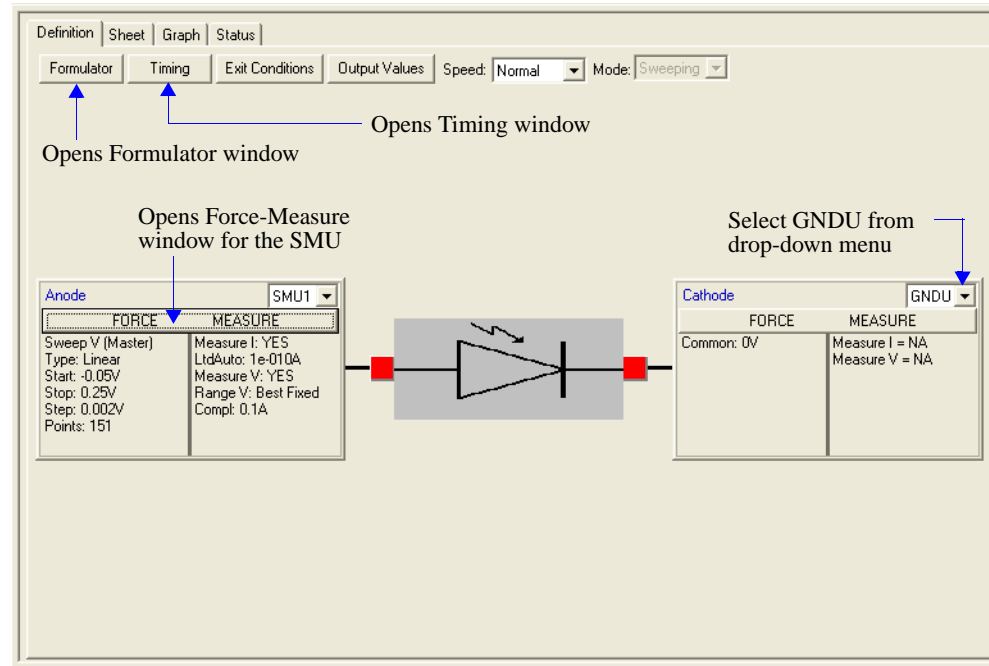 Definition Sheet Graph Status
Formulator Timing Exit Conditions Output Values Speed: Normal Mode: Sweeping
Opens Timing window
Opens Formulator window
Opens Force-Measure
window for the SMU
Select GNDU from
drop-down menu
Anode SMU1
FORCE MEASURE
Sweep V (Master)
Type: Linear
Start: -0.05V
Stop: 0.25V
Step: 0.002V
Points: 151
Measure I: YES
LtdAuto: 1e-010A
Measure V: YES
Range V: Best Fixed
Compl: 0.1A
Cathode GNDU
FORCE MEASURE
Common: 0V
Measure I = NA
Measure V = NA